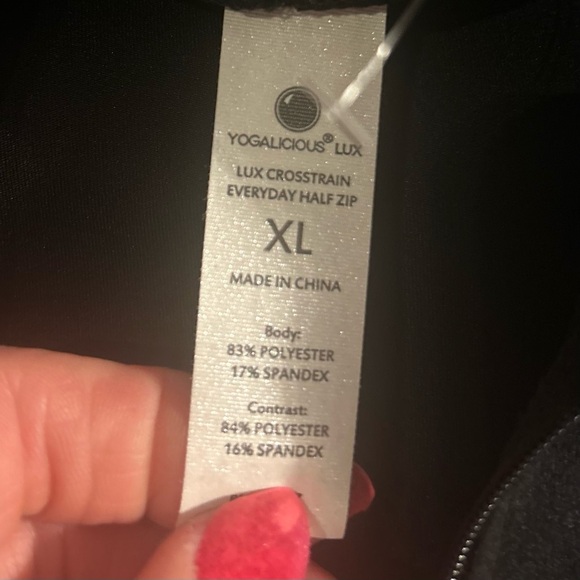 YOGALICIOUS® LUX
LUX CROSSTRAIN
EVERYDAY HALF ZIP
XL
MADE IN CHINA
Body:
83% POLYESTER
17% SPANDEX
Contrast:
84% POLYESTER
16% SPANDEX